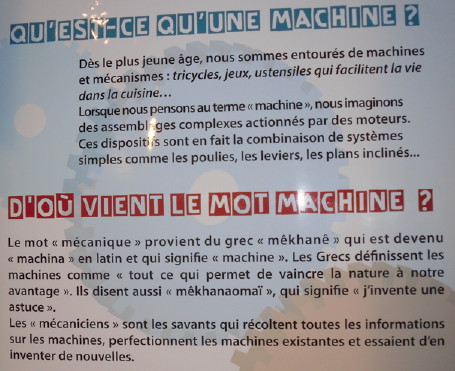 QU'EST-CE QU'UNE MACHINE ?
Dès le plus jeune âge, nous sommes entourés de machines
et mécanismes : tricycles, jeux, ustensiles qui facilitent la vie
dans la cuisine…
Lorsque nous pensons au terme « machine », nous imaginons
des assemblages complexes actionnés par des moteurs.
Ces dispositifs sont en fait la combinaison de systèmes
simples comme les poulies, les leviers, les plans inclinés...
D'OÙ VIENT LE MOT MACHINE ?
Le mot « mécanique » provient du grec « mêkhanê » qui est devenu
« machina » en latin et qui signifie « machine ». Les Grecs définissent les
machines comme « tout ce qui permet de vaincre la nature à notre
avantage ». Ils disent aussi « mêkhanaomaï », qui signifie « j'invente une
astuce ».
Les « mécaniciens » sont les savants qui récoltent toutes les informations
sur les machines, perfectionnent les machines existantes et essaient d'en
inventer de nouvelles.